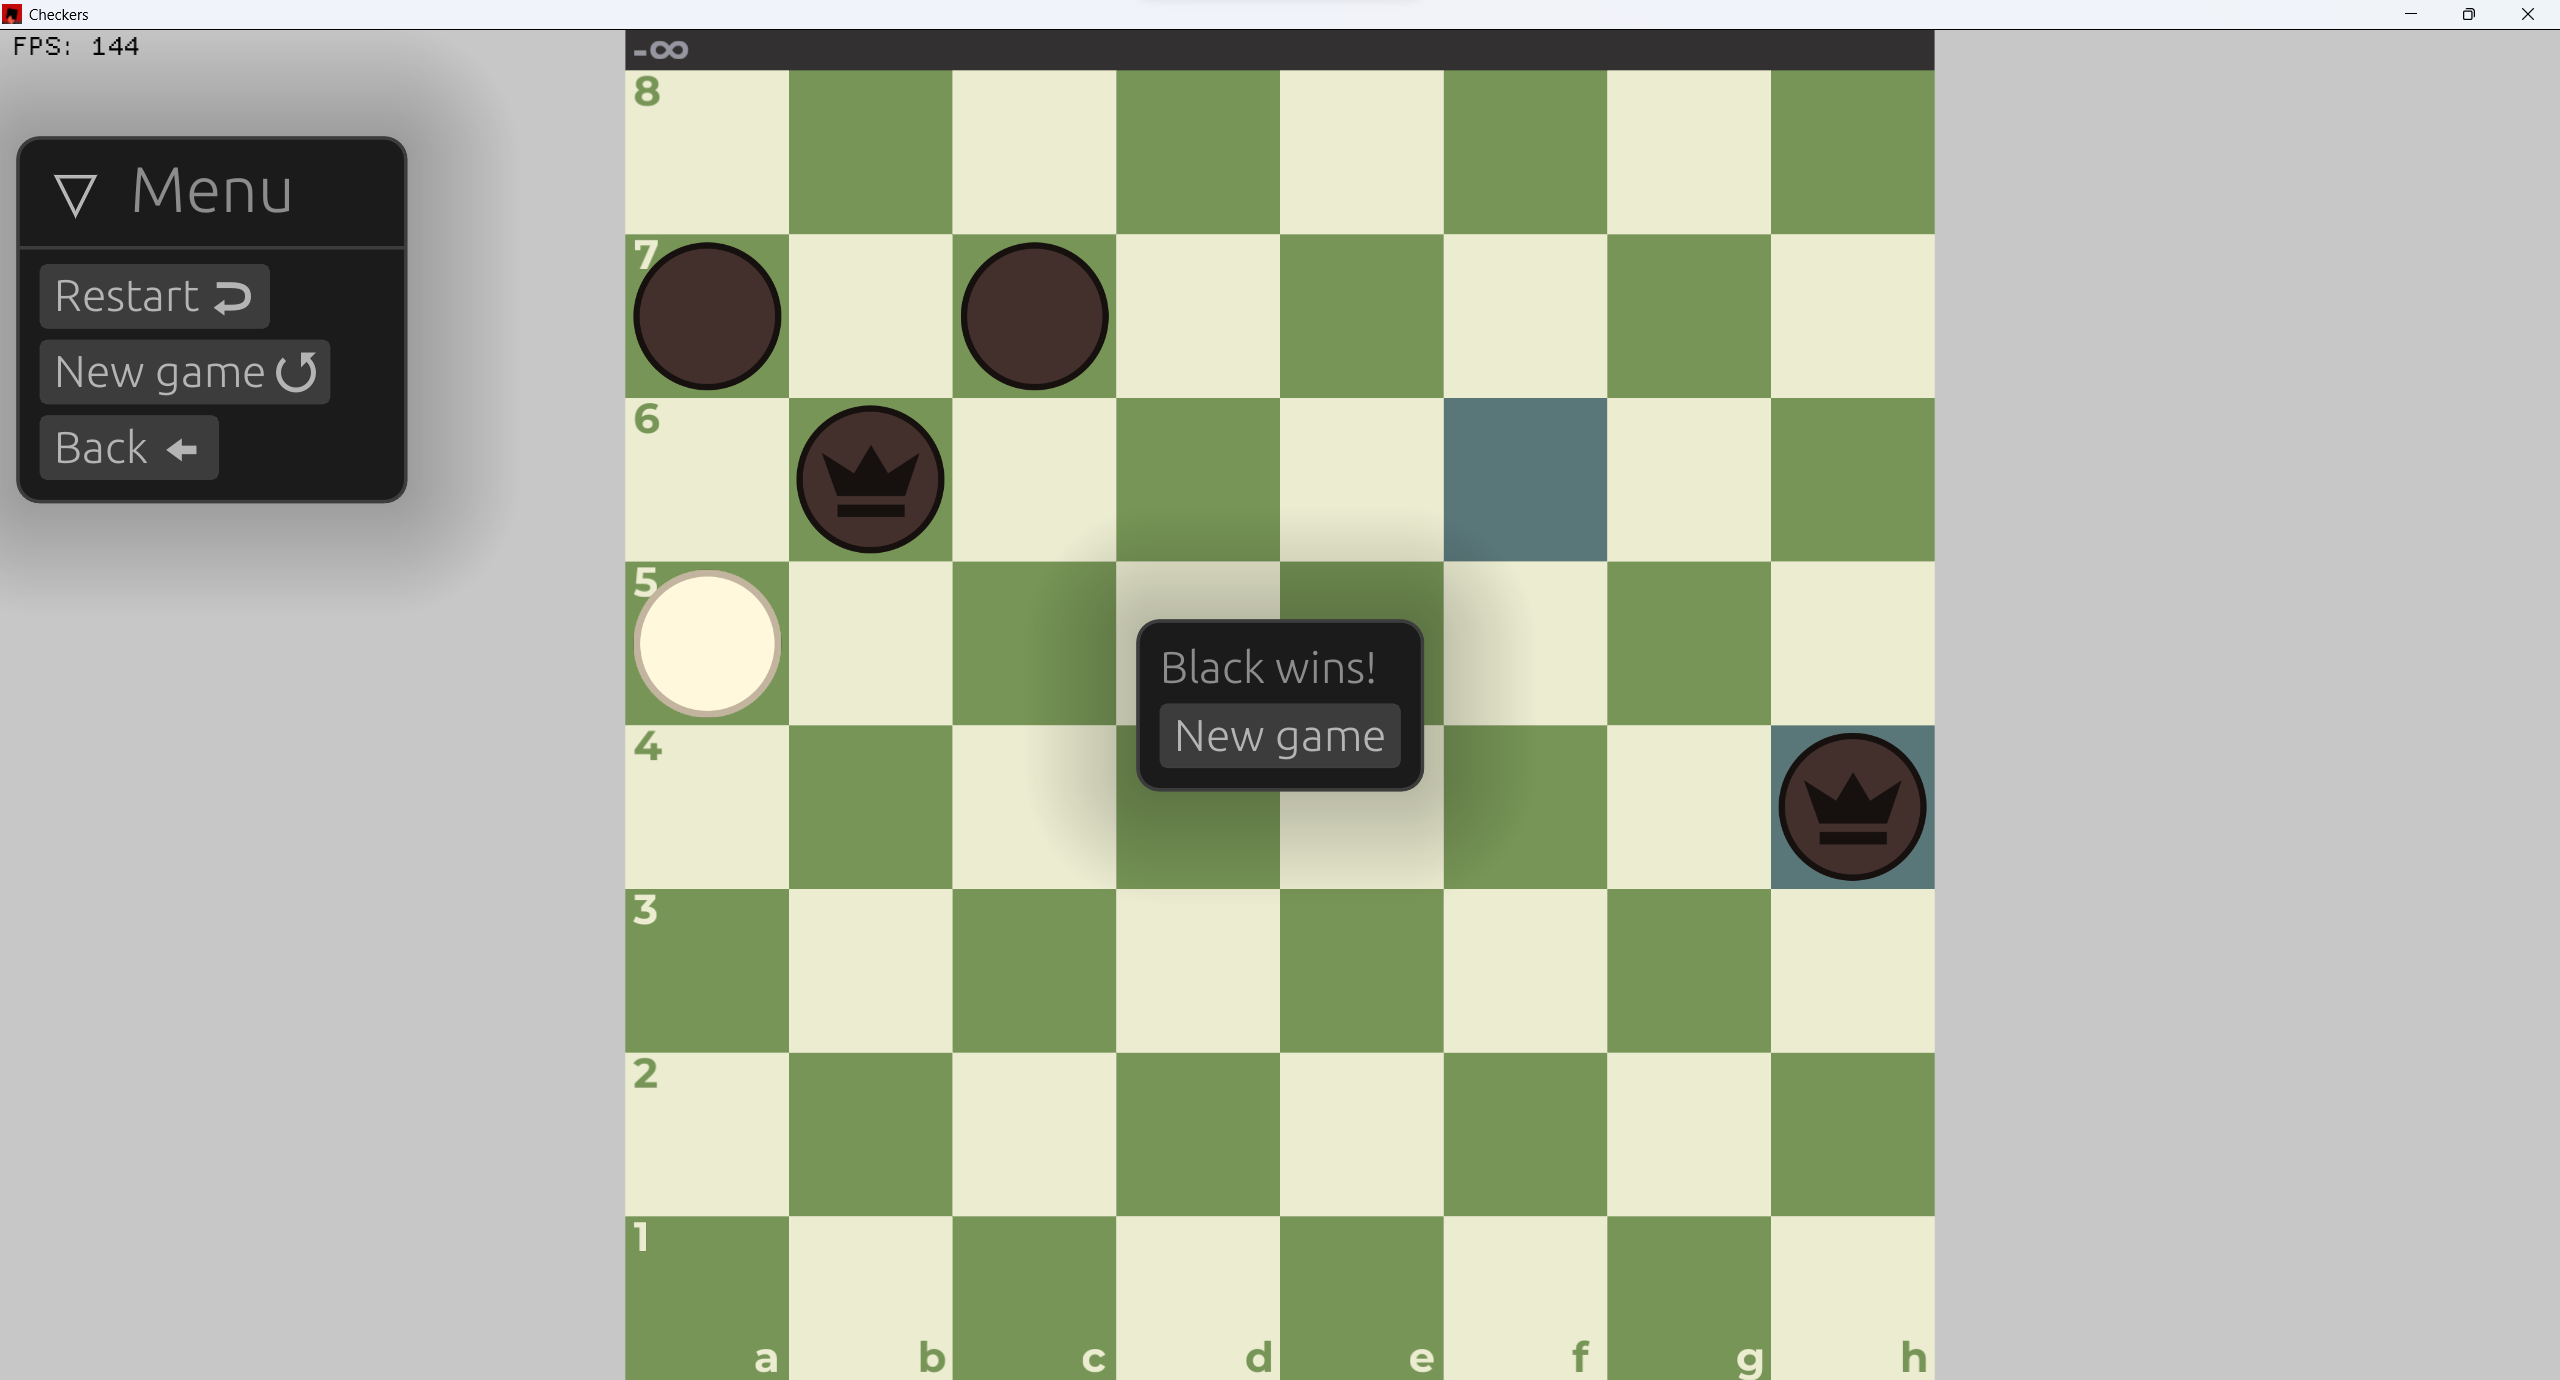 Checkers
FPS: 144
-∞
Menu
Restart
New game
Back
8
7
6
5
4
3
2
1
Black wins!
New game
a b c d e f g h